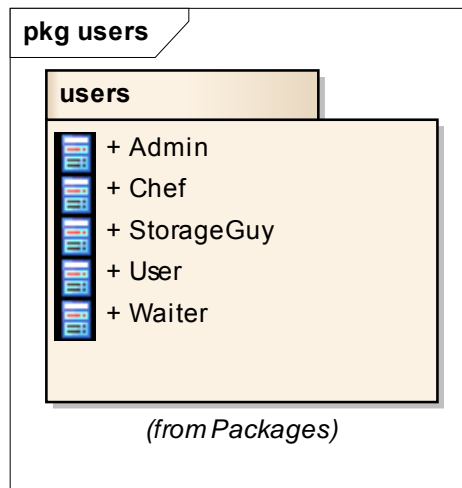 pkg users
users
+ Admin
+ Chef
+ StorageGuy
+ User
+ Waiter
(from Packages)